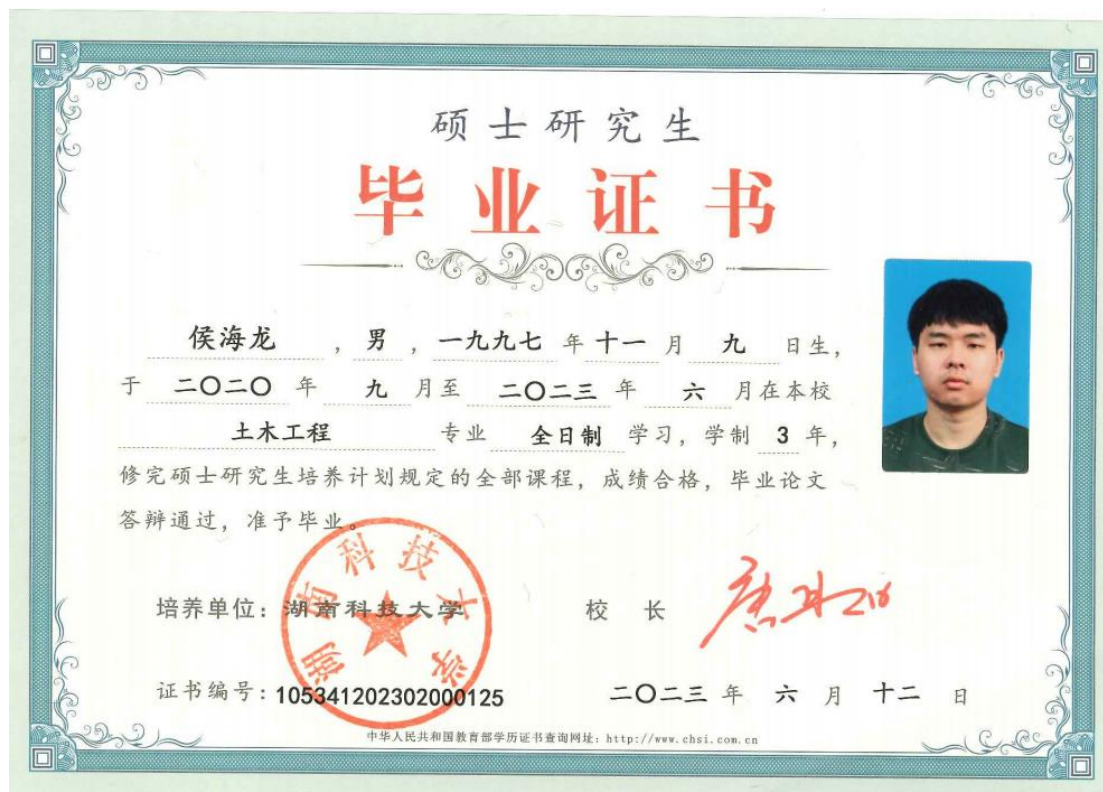 硕士研究生
毕业证书
侯海龙 ，男，一九九七年十一月九日生，
于二〇二〇年九月至二〇二三年六月在本校
土木工程 专业 全日制 学习，学制 3 年，
修完硕士研究生培养计划规定的全部课程，成绩合格，毕业论文
答辩通过，准予毕业。
湖南科技大学
培养单位：湖南科技大学 校 长
证书编号：105341202302000125 二〇二三年六月十二日
中华人民共和国教育部学历证书查询网址：http://www.chsi.com.cn